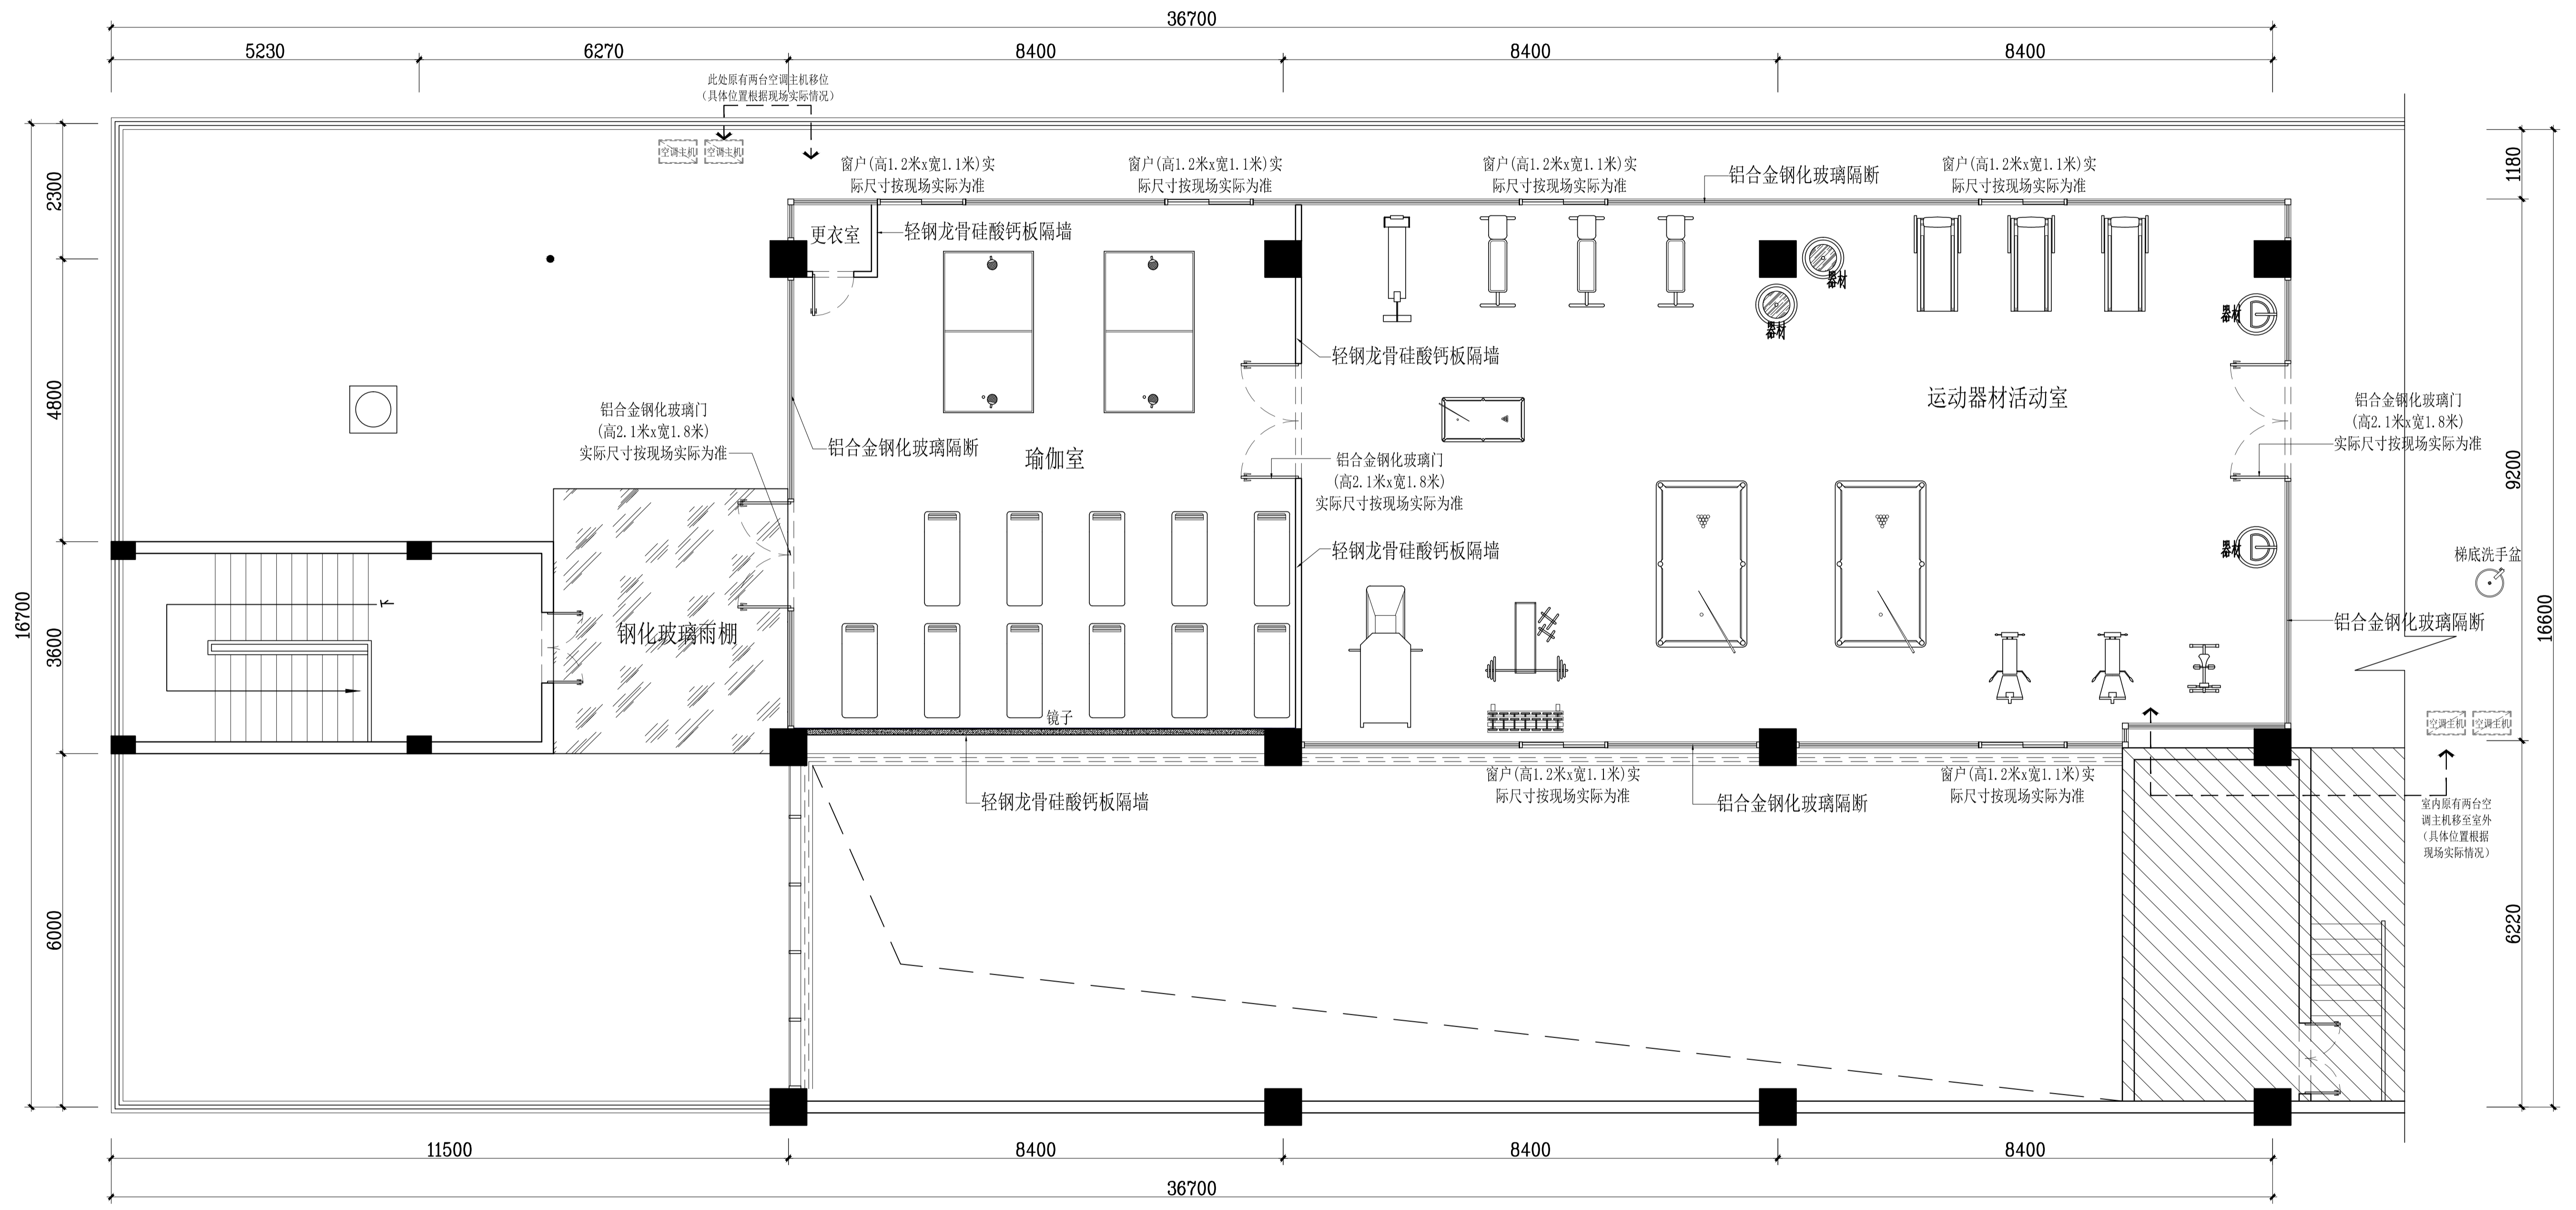 36700
5230
6270
8400
8400
8400
此处原有两台空调主机移位
(具体位置根据现场实际情况)
空调主机
空调主机
窗户(高1.2米x宽1.1米)实
际尺寸按现场实际为准
窗户(高1.2米x宽1.1米)实
际尺寸按现场实际为准
窗户(高1.2米x宽1.1米)实
际尺寸按现场实际为准
铝合金钢化玻璃隔断
窗户(高1.2米x宽1.1米)实
际尺寸按现场实际为准
1180
2300
更衣室
轻钢龙骨硅酸钙板隔墙
器材
器材
器材
轻钢龙骨硅酸钙板隔墙
4800
运动器材活动室
铝合金钢化玻璃门
(高2.1米x宽1.8米)
实际尺寸按现场实际为准
铝合金钢化玻璃门
(高2.1米x宽1.8米)
实际尺寸按现场实际为准
铝合金钢化玻璃隔断
瑜伽室
铝合金钢化玻璃门
(高2.1米x宽1.8米)
实际尺寸按现场实际为准
9200
轻钢龙骨硅酸钙板隔墙
器材
梯底洗手盆
16700
3600
下
钢化玻璃雨棚
铝合金钢化玻璃隔断
16600
镜子
空调主机
空调主机
窗户(高1.2米x宽1.1米)实
际尺寸按现场实际为准
窗户(高1.2米x宽1.1米)实
际尺寸按现场实际为准
轻钢龙骨硅酸钙板隔墙
铝合金钢化玻璃隔断
室内原有两台空
调主机移至室外
(具体位置根据
现场实际情况)
6000
6220
11500
8400
8400
8400
36700